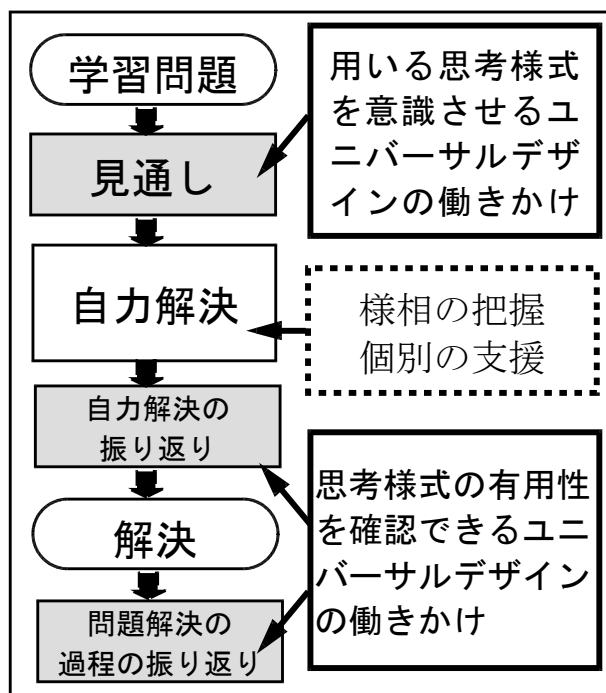 学習問題
用いる思考様式
を意識させるユ
ニバーサルデザ
インの働きかけ
見通し
自力解決
様相の把握
個別の支援
自力解決の
振り返り
思考様式の有用性
を確認できるユニ
バーサルデザイン
の働きかけ
解決
問題解決の
過程の振り返り